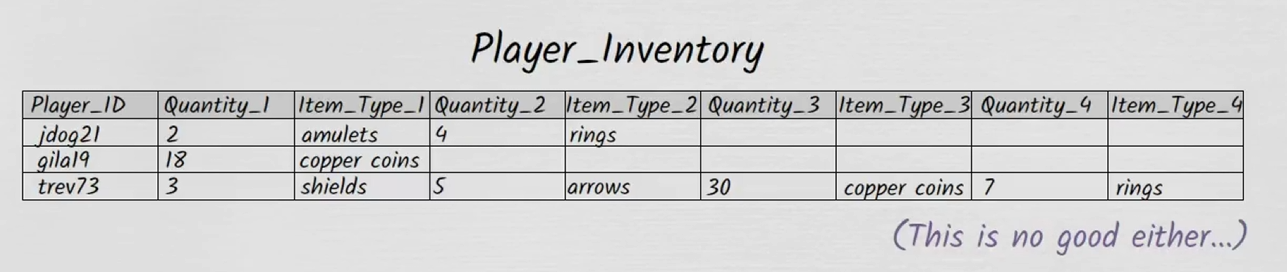 Player_Inventory
Player_ID Quantity_1 Item_Type_1 Quantity_2 Item_Type_2 Quantity_3 Item_Type_3 Quantity_4 Item_Type_4
jdog21 2 amulets 4 rings
gila19 18 copper coins
trev73 3 shields 5 arrows 30 copper coins 7 rings
(This is no good either...)